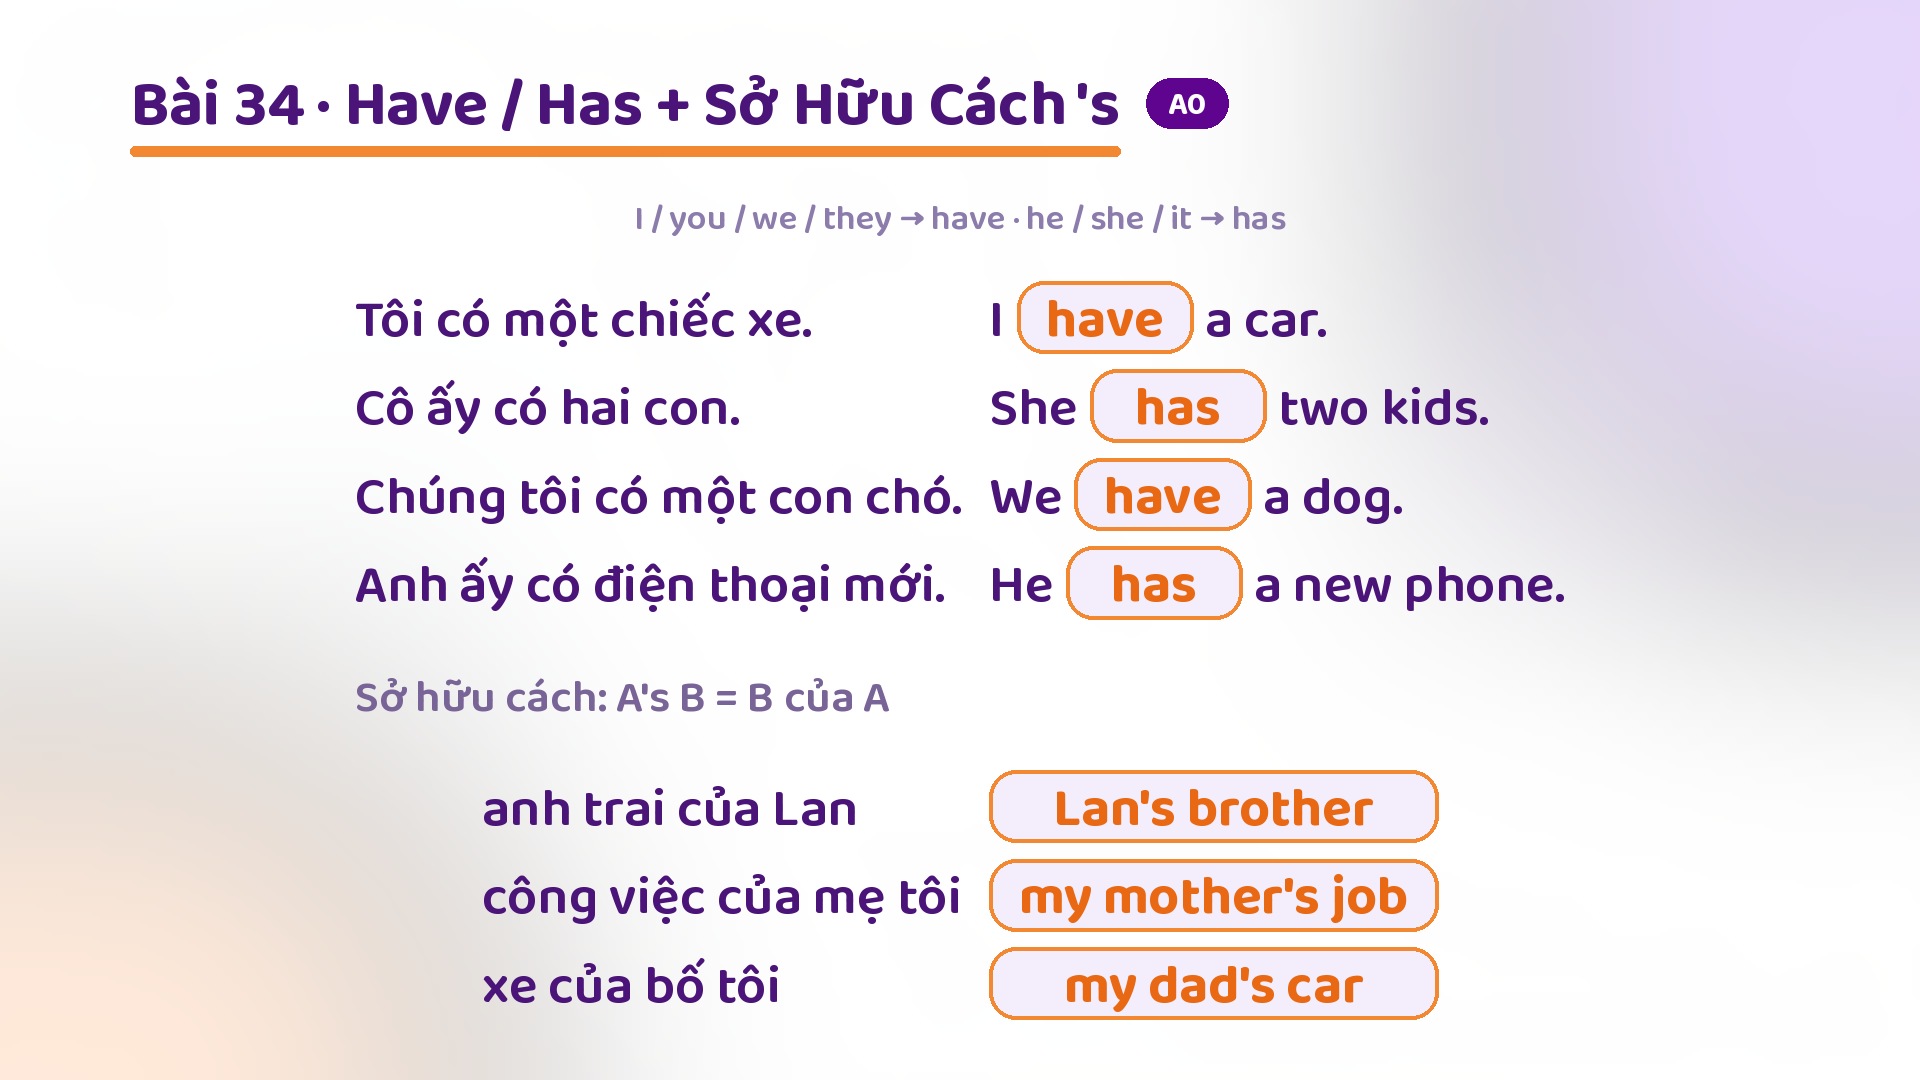 Bài 34 · Have / Has + Sở Hữu Cách 's A0
I / you / we / they → have · he / she / it → has
Tôi có một chiếc xe. I have a car.
Cô ấy có hai con. She has two kids.
Chúng tôi có một con chó. We have a dog.
Anh ấy có điện thoại mới. He has a new phone.
Sở hữu cách: A's B = B của A
anh trai của Lan Lan's brother
công việc của mẹ tôi my mother's job
xe của bố tôi my dad's car